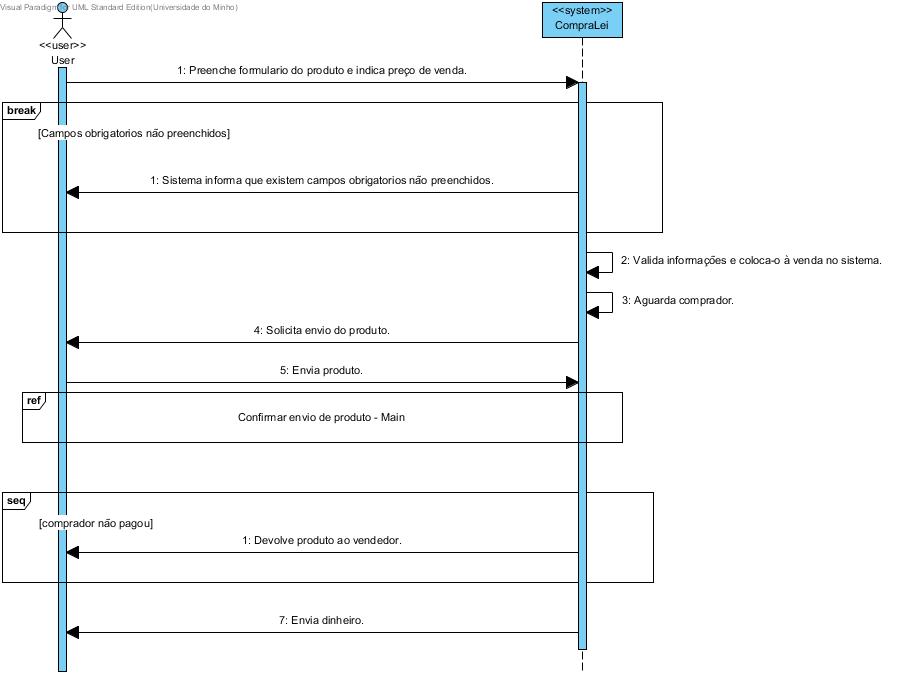 Visual Paradigm for UML Standard Edition(Universidade do Minho)
<<system>>
CompraLei
<<user>>
User
1: Preenche formulario do produto e indica preço de venda.
break
[Campos obrigatorios não preenchidos]
1: Sistema informa que existem campos obrigatorios não preenchidos.
2: Valida informações e coloca-o à venda no sistema.
3: Aguarda comprador.
4: Solicita envio do produto.
5: Envia produto.
ref
Confirmar envio de produto - Main
seq
[comprador não pagou]
1: Devolve produto ao vendedor.
7: Envia dinheiro.